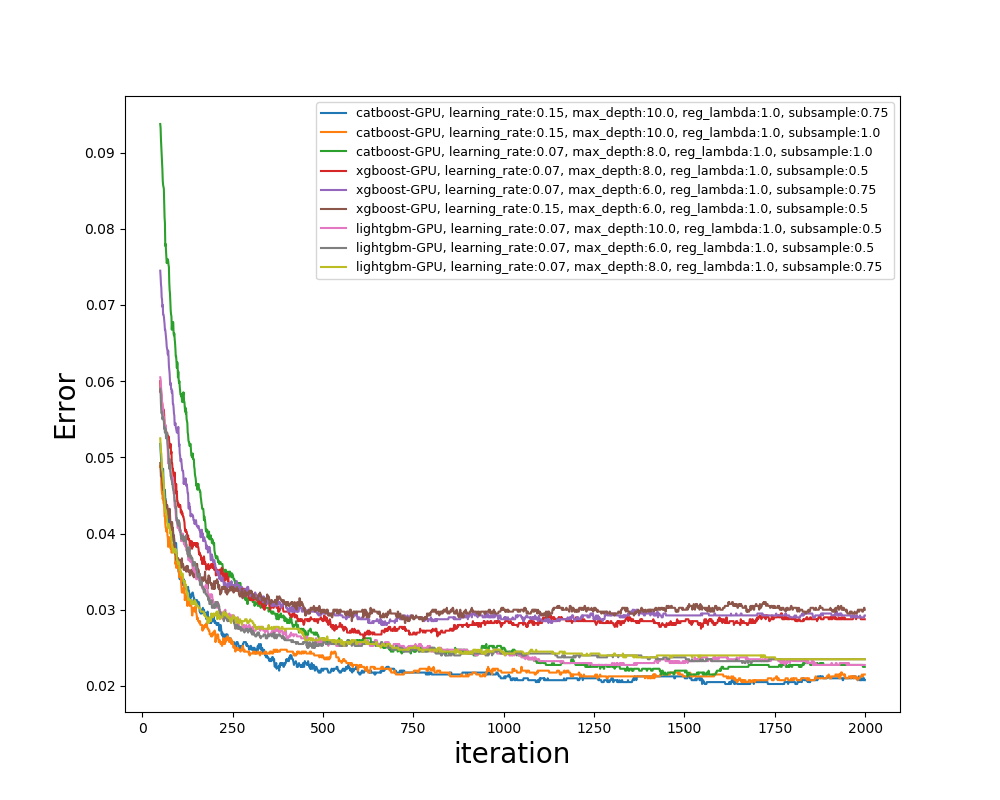 catboost-GPU, learning_rate:0.15, max_depth:10.0, reg_lambda:1.0, subsample:0.75
catboost-GPU, learning_rate:0.15, max_depth:10.0, reg_lambda:1.0, subsample:1.0
catboost-GPU, learning_rate:0.07, max_depth:8.0, reg_lambda:1.0, subsample:1.0
xgboost-GPU, learning_rate:0.07, max_depth:8.0, reg_lambda:1.0, subsample:0.5
xgboost-GPU, learning_rate:0.07, max_depth:6.0, reg_lambda:1.0, subsample:0.75
xgboost-GPU, learning_rate:0.15, max_depth:6.0, reg_lambda:1.0, subsample:0.5
lightgbm-GPU, learning_rate:0.07, max_depth:10.0, reg_lambda:1.0, subsample:0.5
lightgbm-GPU, learning_rate:0.07, max_depth:6.0, reg_lambda:1.0, subsample:0.5
lightgbm-GPU, learning_rate:0.07, max_depth:8.0, reg_lambda:1.0, subsample:0.75
0.09
0.08
0.07
0.06
0.05
0.04
0.03
0.02
Error
0 250 500 750 1000 1250 1500 1750 2000
iteration